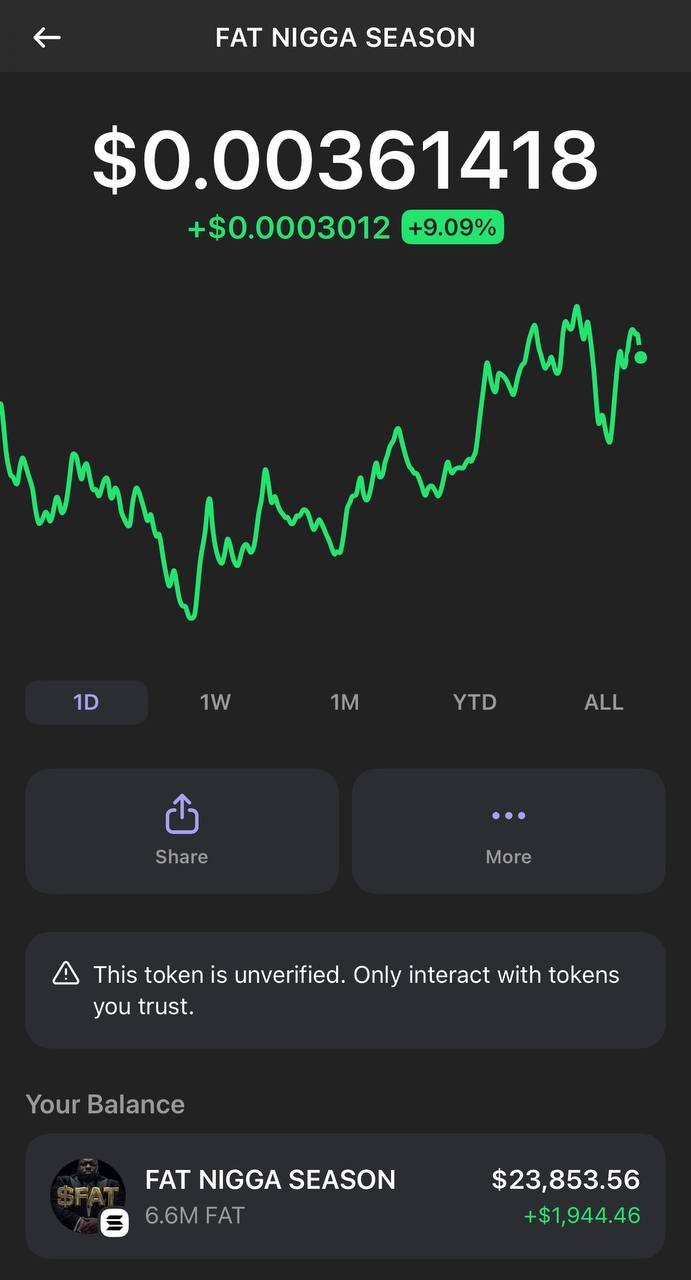 FAT NIGGA SEASON
$0.00361418
+$0.0003012 +9.09%
1D 1W 1M YTD ALL
Share More
This token is unverified. Only interact with tokens
you trust.
Your Balance
FAT NIGGA SEASON $23,853.56
$FAT
6.6M FAT +$1,944.46